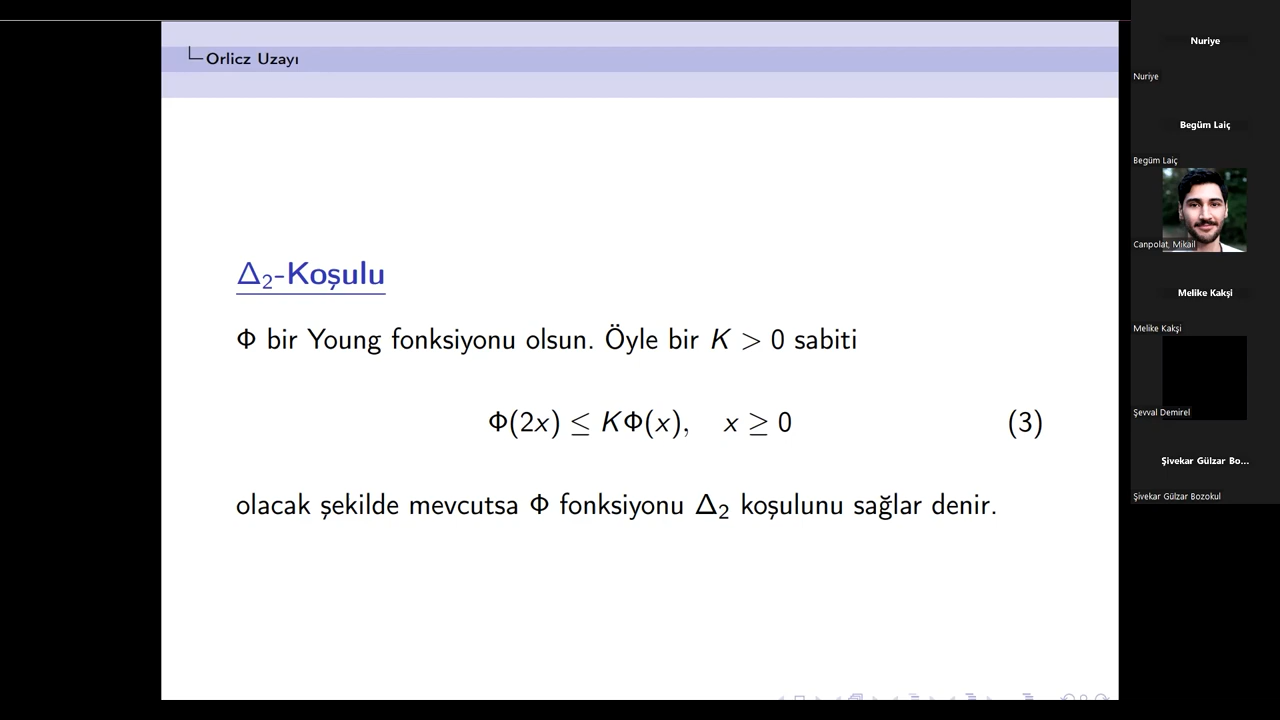 Orlicz Uzayı
Δ₂-Koşulu
Φ bir Young fonksiyonu olsun. Öyle bir K > 0 sabiti
Φ(2x) ≤ KΦ(x), x ≥ 0 (3)
olacak şekilde mevcutsa Φ fonksiyonu Δ₂ koşulunu sağlar denir.
Nuriye
Nuriye
Begüm Laiç
Begüm Laiç
Canpolat, Mikail
Melike Kakşi
Melike Kakşi
Şevval Demirel
Şivekar Gülzar Bo...
Şivekar Gülzar Bozokul